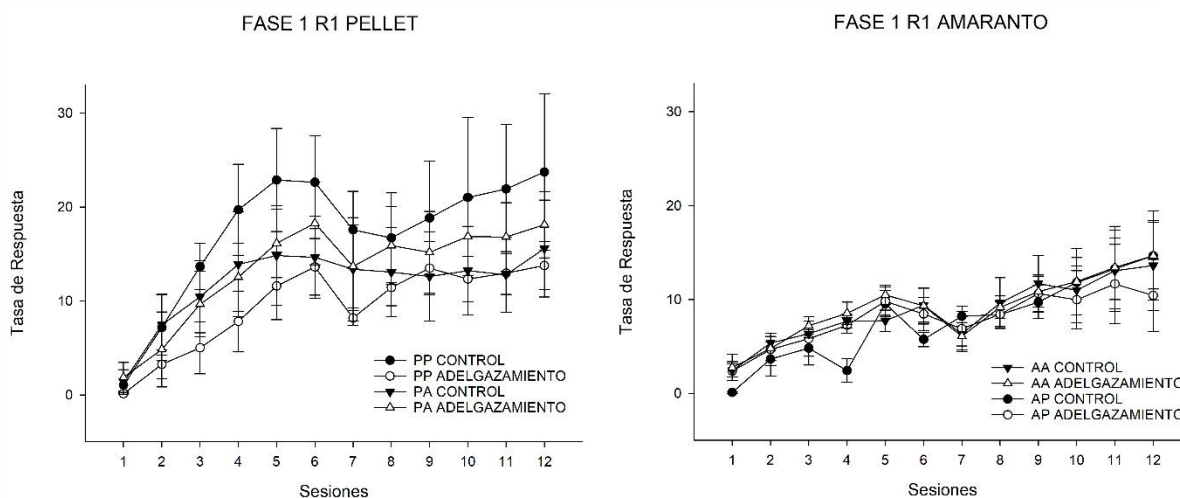 FASE 1 R1 PELLET
Tasa de Respuesta
30
20
10
0
PP CONTROL
PP ADELGAZAMIENTO
PA CONTROL
PA ADELGAZAMIENTO
1 2 3 4 5 6 7 8 9 10 11 12
Sesiones
FASE 1 R1 AMARANTO
Tasa de Respuesta
30
20
10
0
AA CONTROL
AA ADELGAZAMIENTO
AP CONTROL
AP ADELGAZAMIENTO
1 2 3 4 5 6 7 8 9 10 11 12
Sesiones